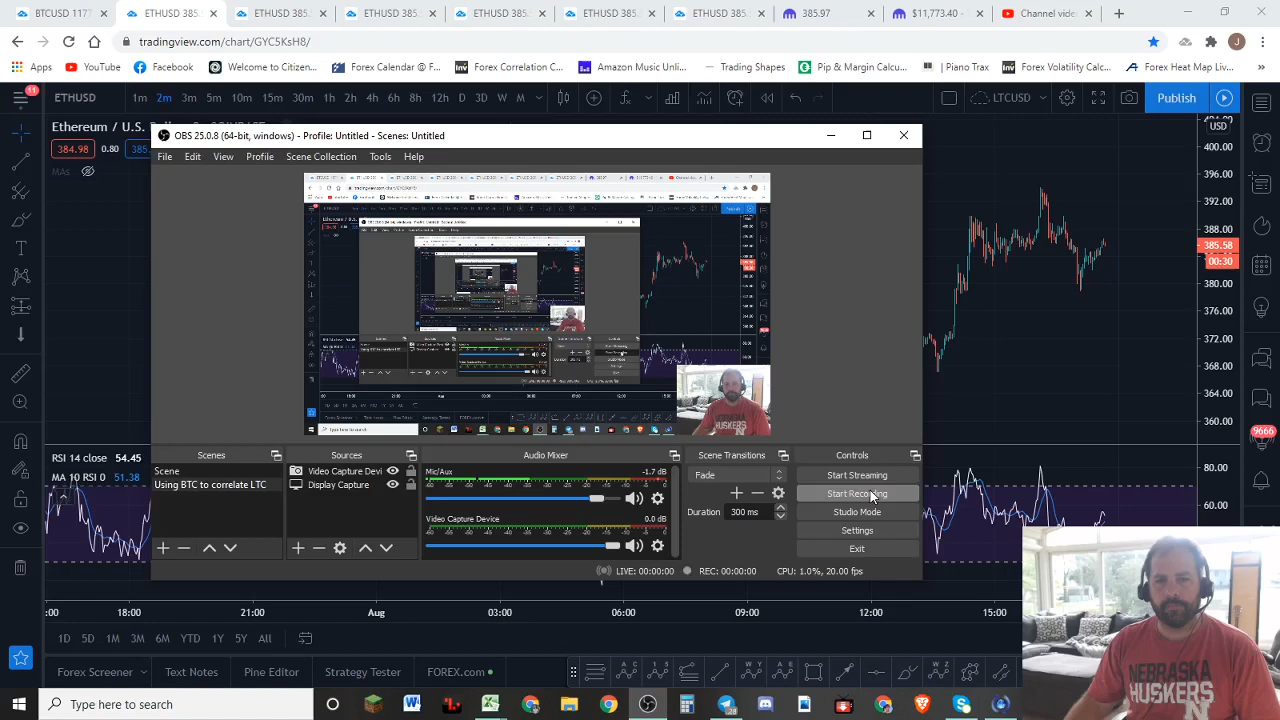 BTCUSD 1177
ETHUSD 385.
ETHUSD 385.
ETHUSD 385.
ETHUSD 385.
ETHUSD 385.
ETHUSD 385.
385.97
$11,773.40 -
Channel vide
tradingview.com/chart/GYC5KsH8/
J
Apps
YouTube
Facebook
Welcome to Citizen...
Forex Calendar @ F...
Forex Correlation C...
Amazon Music Unli...
Trading Shapes
Pip & Margin Calcu...
Piano Trax
Forex Volatility Calc...
Forex Heat Map Live...
11
ETHUSD
1m 2m 3m 5m 10m 15m 30m 1h 2h 4h 6h 8h 12h D 3D W M
LTCUSD
Publish
Ethereum / U.S. D
384.98 0.80 385.
MAs
USD
OBS 25.0.8 (64-bit, windows) - Profile: Untitled - Scenes: Untitled
File Edit View Profile Scene Collection Tools Help
396.00
392.00
388.00
385.58
00:30
380.00
376.00
372.00
368.00
364.00
360.00
9666
Scenes
Sources
Audio Mixer
Scene Transitions
Controls
Scene
Using BTC to correlate LTC
Video Capture Devi
Display Capture
Mic/Aux
-1.7 dB
Video Capture Device
0.0 dB
Fade
Duration 300 ms
Start Streaming
Start Recording
Studio Mode
Settings
Exit
LIVE: 00:00:00
REC: 00:00:00
CPU: 1.0%, 20.00 fps
RSI 14 close 54.45
MA 10 RSI0 1 51.38
80.00
60.00
:00
18:00
21:00
Aug
03:00
06:00
09:00
12:00
15:00
1D 5D 1M 3M 6M YTD 1Y 5Y All
Forex Screener
Text Notes
Pine Editor
Strategy Tester
FOREX.com
NEBRASKA
HUSKERS
N
Type here to search